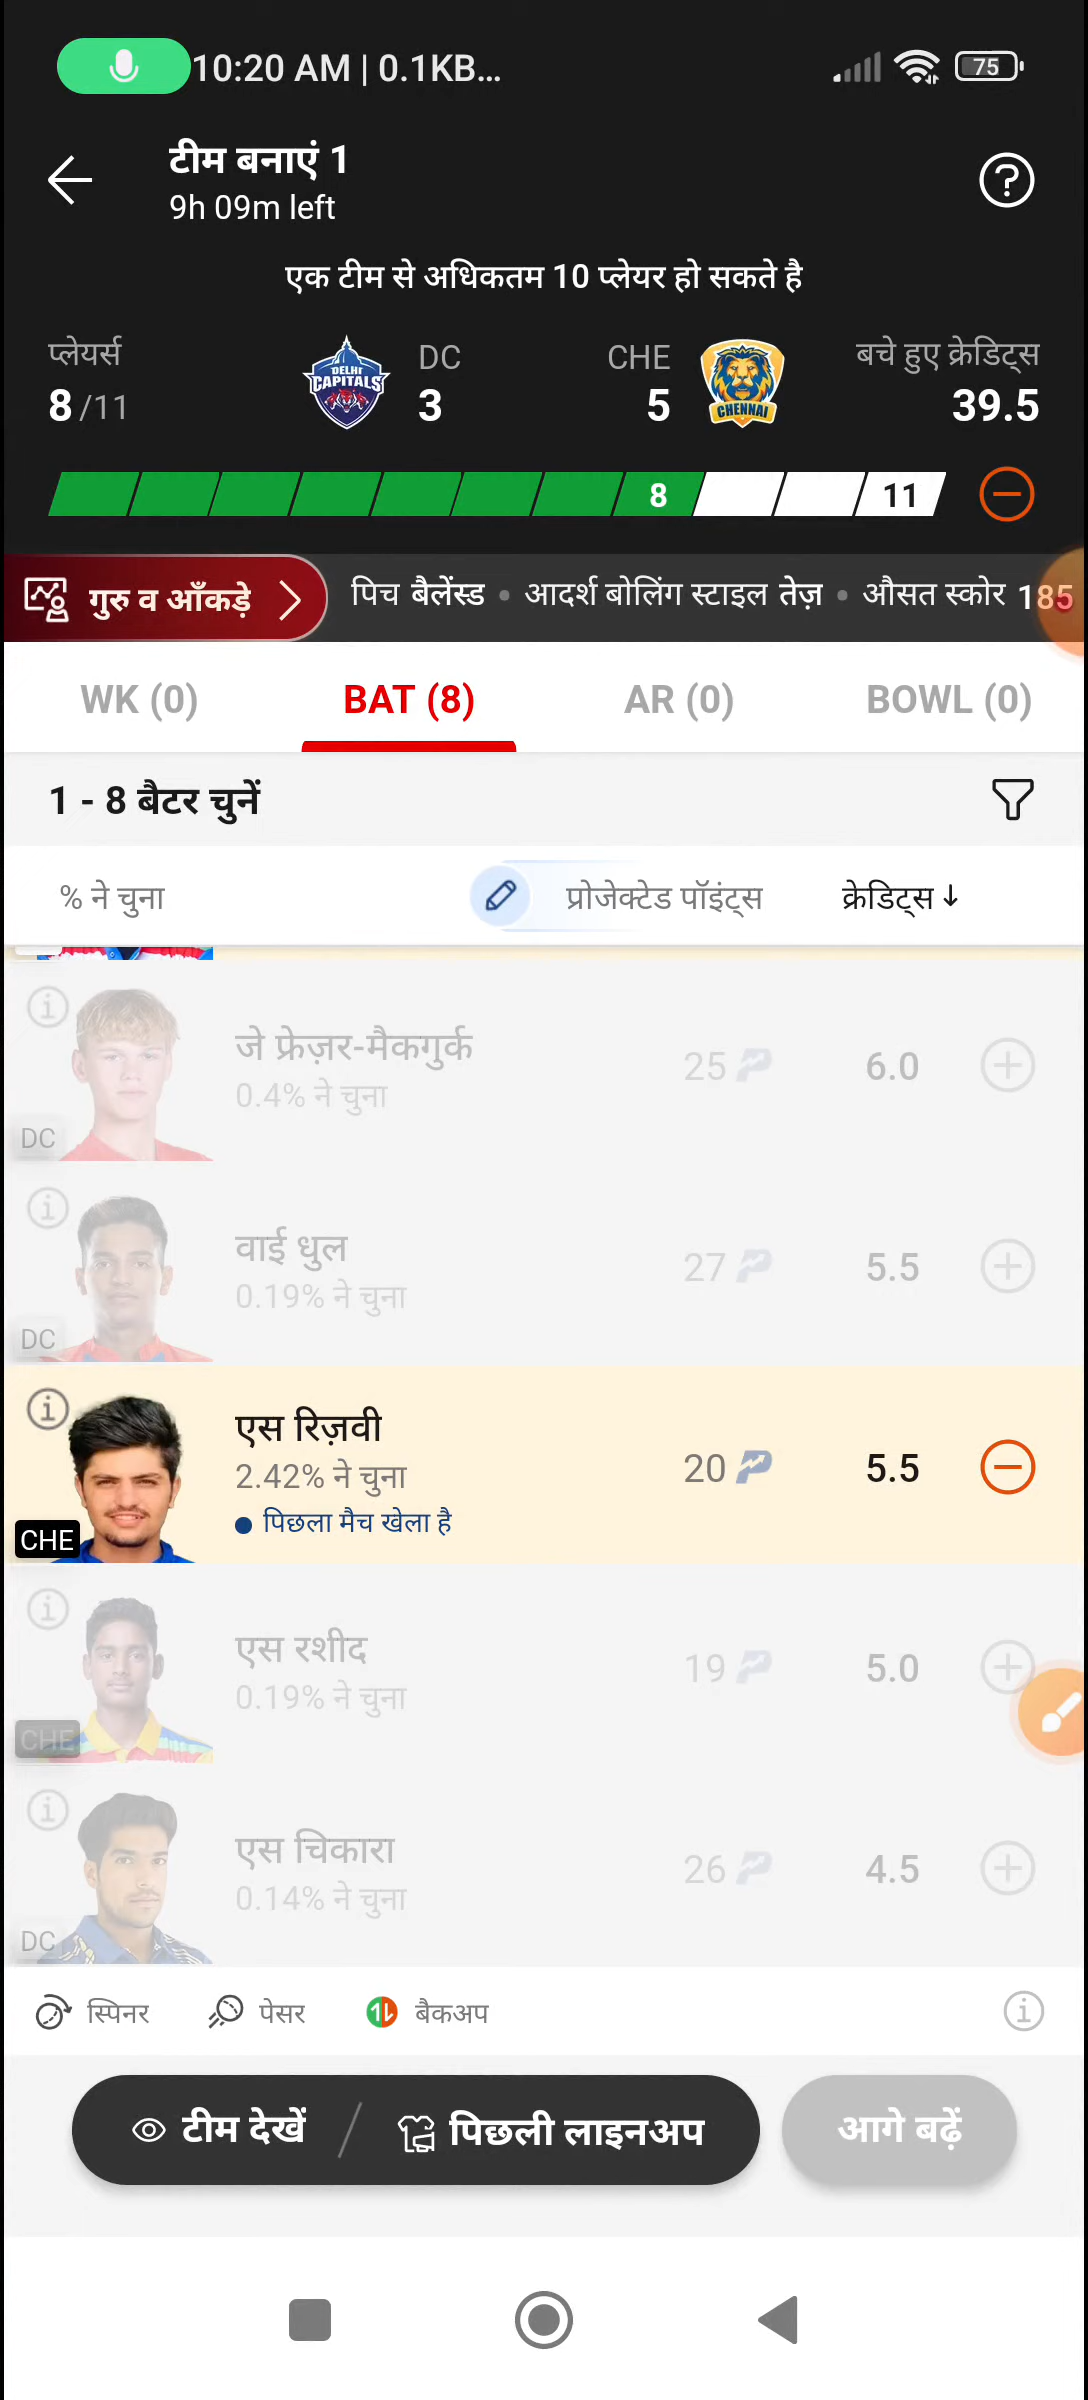 10:20 AM | 0.1KB...
75
टीम बनाएं 1
9h 09m left
एक टीम से अधिकतम 10 प्लेयर हो सकते है
प्लेयर्स
8 /11
DELHI CAPITALS
DC
3
CHE
5
CHENNAI
बचे हुए क्रेडिट्स
39.5
8
11
गुरु व आँकड़े
पिच बैलेंस्ड • आदर्श बोलिंग स्टाइल तेज़ • औसत स्कोर 185
WK (0)
BAT (8)
AR (0)
BOWL (0)
1 - 8 बैटर चुनें
% ने चुना
प्रोजेक्टेड पॉइंट्स
क्रेडिट्स ↓
जे फ्रेज़र-मैकगुर्क
0.4% ने चुना
25
6.0
DC
वाई धुल
0.19% ने चुना
27
5.5
DC
एस रिज़वी
2.42% ने चुना
पिछला मैच खेला है
20
5.5
CHE
एस रशीद
0.19% ने चुना
19
5.0
CHE
एस चिकारा
0.14% ने चुना
26
4.5
DC
स्पिनर
पेसर
बैकअप
टीम देखें / पिछली लाइनअप
आगे बढ़ें